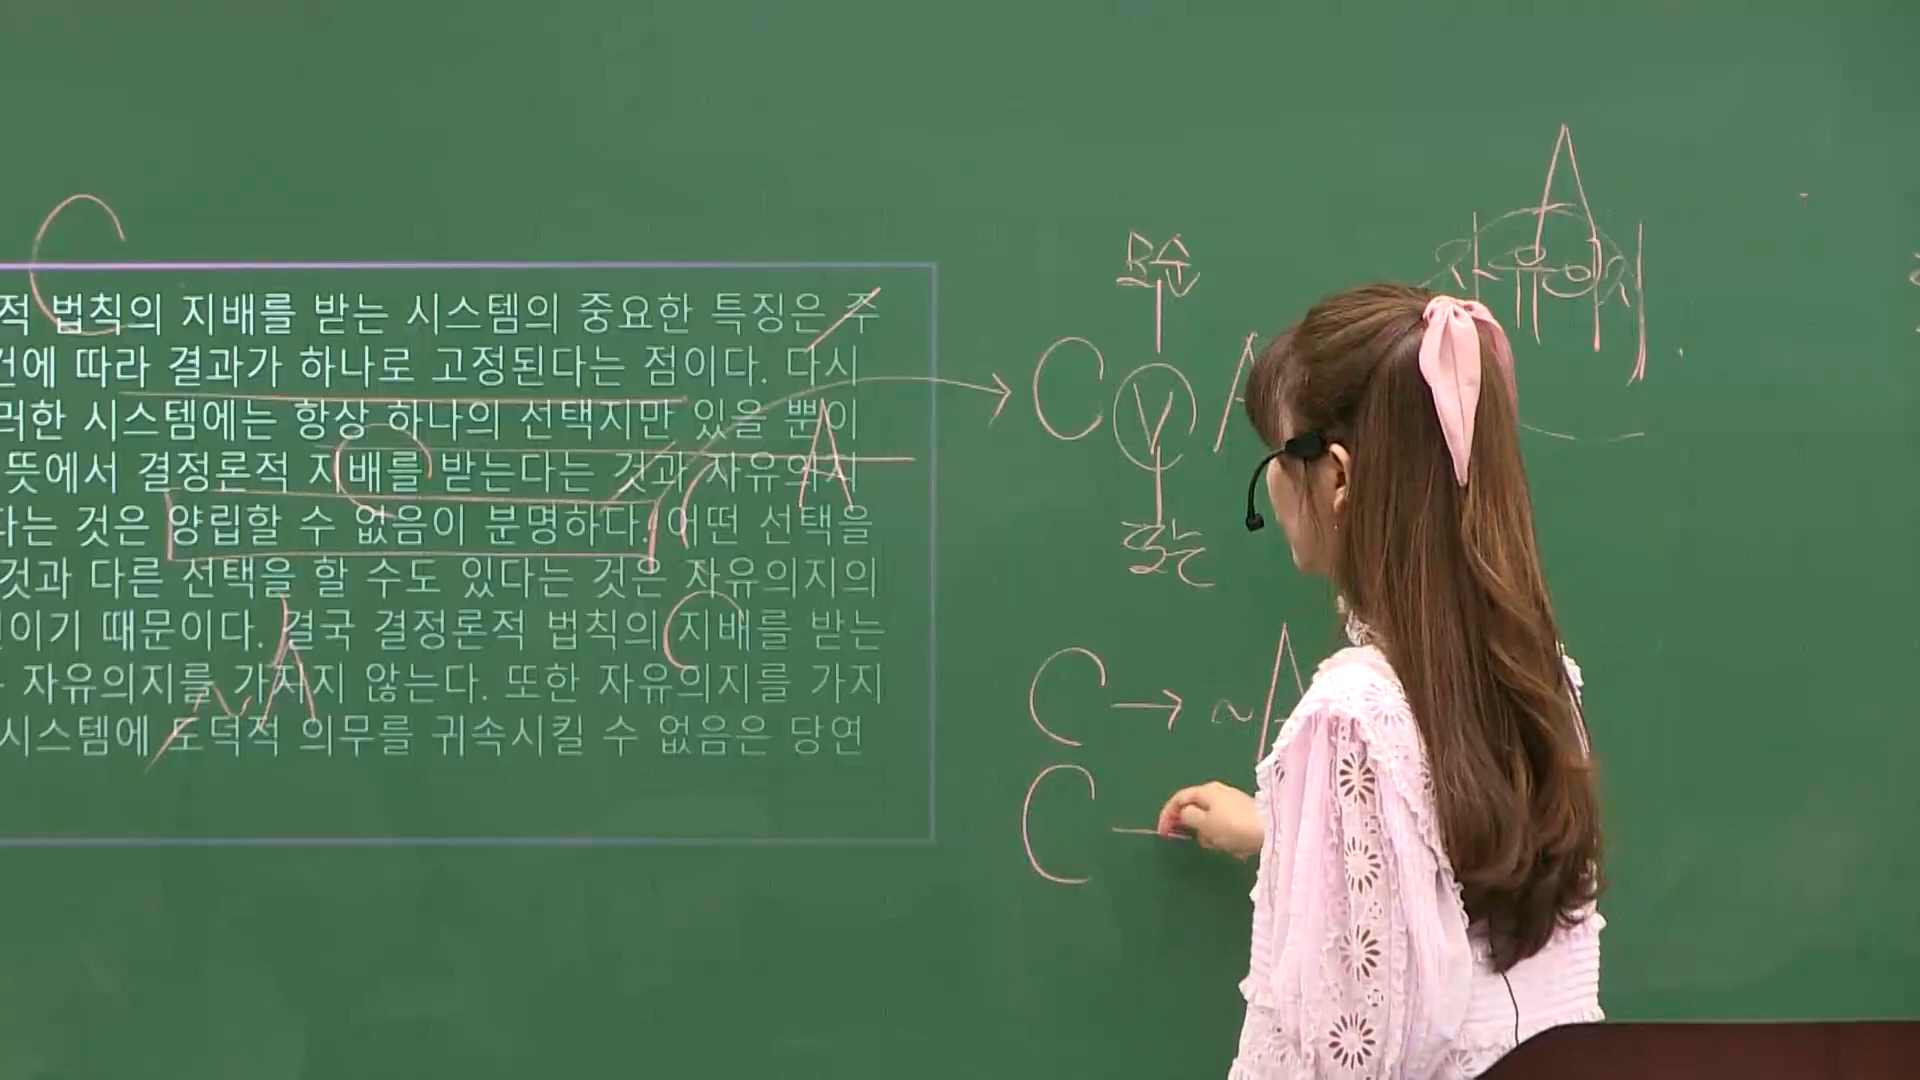 C
적 법칙의 지배를 받는 시스템의 중요한 특징은 주
건에 따라 결과가 하나로 고정된다는 점이다. 다시
러한 시스템에는 항상 하나의 선택지만 있을 뿐이
뜻에서 결정론적 지배를 받는다는 것과 자유의지
다는 것은 양립할 수 없음이 분명하다. 어떤 선택을
것과 다른 선택을 할 수도 있다는 것은 자유의지의
이기 때문이다. 결국 결정론적 법칙의 지배를 받는
자유의지를 가지지 않는다. 또한 자유의지를 가지
시스템에 도덕적 의무를 귀속시킬 수 없음은 당연
C
A
C
~A
모순
C V A
C → ~A
C —
A
자유의지